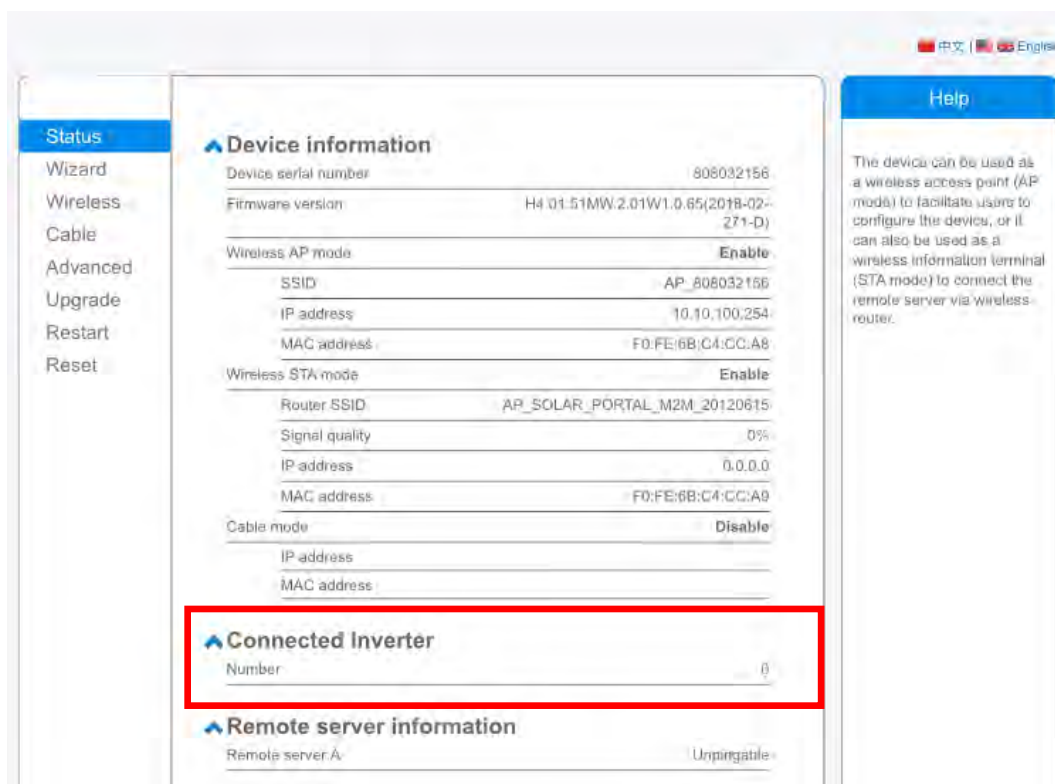 中文 | English
Help
Status
Wizard
Wireless
Cable
Advanced
Upgrade
Restart
Reset
Device information
Device serial number 808032156
Firmware version H4.01.51MW.2.01W1.0.65(2018-02-
271-D)
Wireless AP mode Enable
SSID AP_808032156
IP address 10.10.100.254
MAC address F0:FE:6B:C4:CC:A8
Wireless STA mode Enable
Router SSID AP_SOLAR_PORTAL_M2M_20120615
Signal quality 0%
IP address 0.0.0.0
MAC address F0:FE:6B:C4:CC:A9
Cable mode Disable
IP address
MAC address
Connected Inverter
Number 0
Remote server information
Remote server A Unpingable
The device can be used as
a wireless access point (AP
mode) to facilitate users to
configure the device, or it
can also be used as a
wireless information terminal
(STA mode) to connect the
remote server via wireless
router.